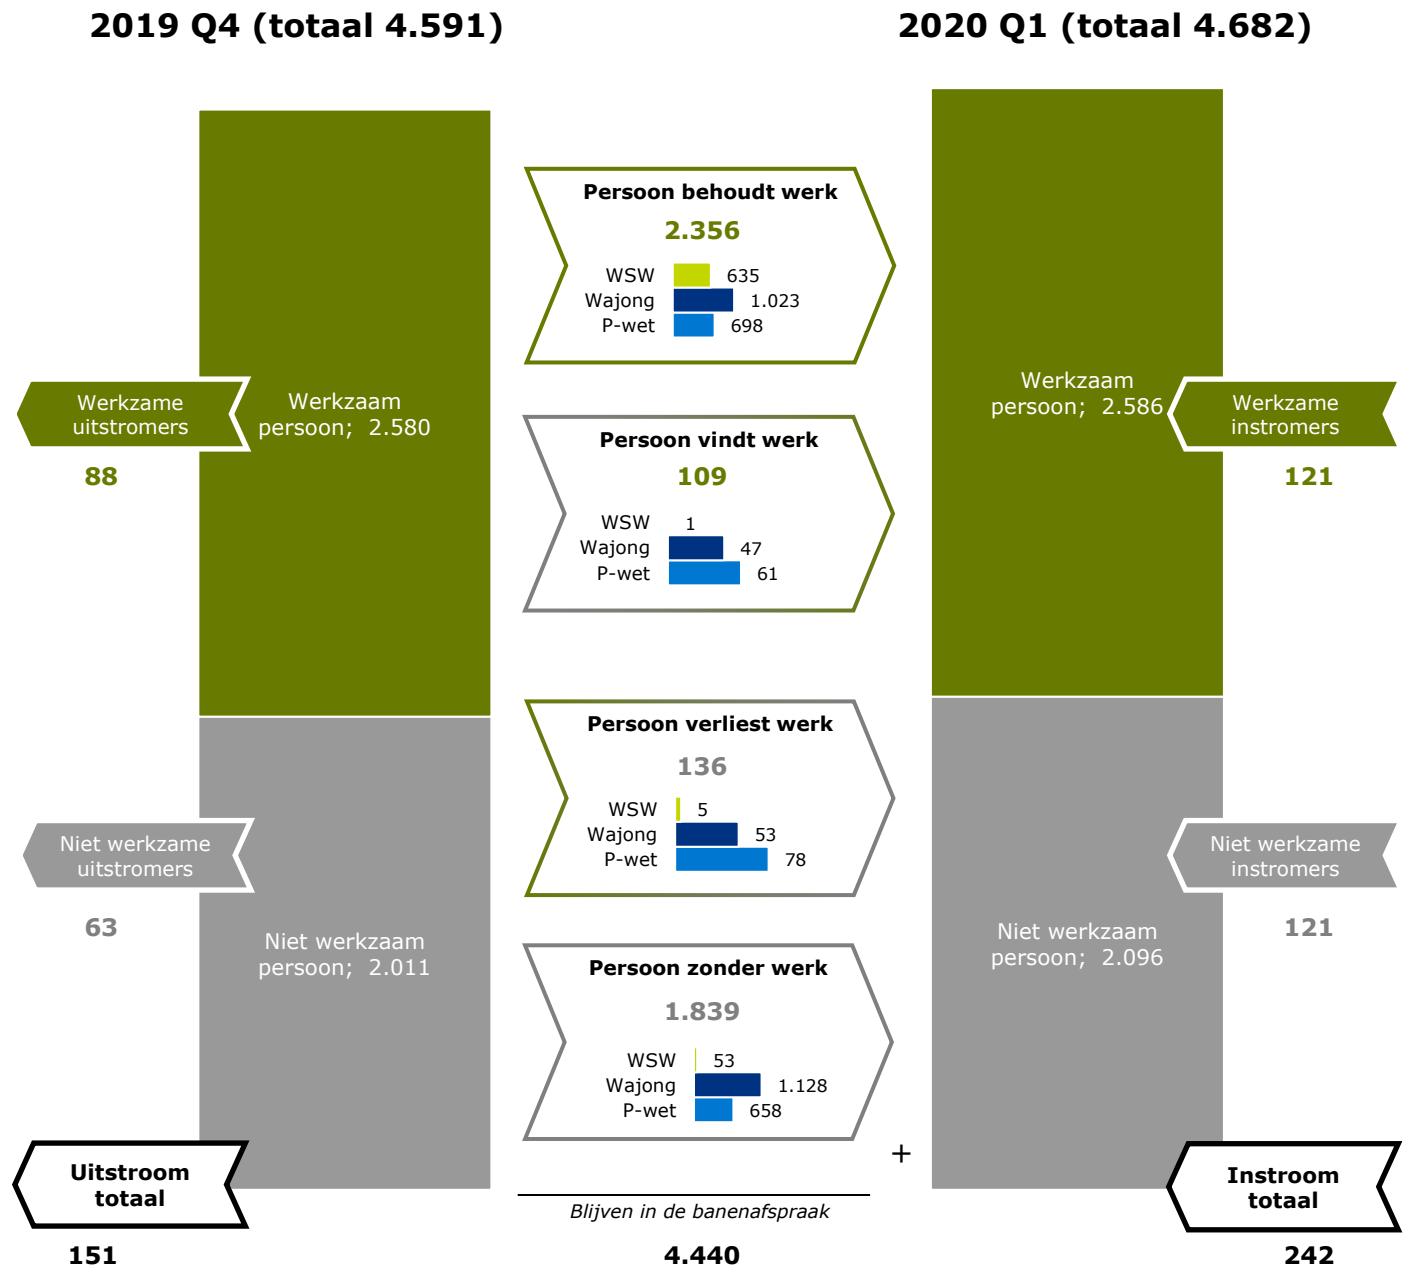 2019 Q4 (totaal 4.591)
2020 Q1 (totaal 4.682)
Persoon behoudt werk
2.356
WSW 635
Wajong 1.023
P-wet 698
Werkzame
uitstromers
88
Werkzaam
persoon; 2.580
Persoon vindt werk
109
WSW 1
Wajong 47
P-wet 61
Werkzaam
persoon; 2.586
Werkzame
instromers
121
Persoon verliest werk
136
WSW 5
Wajong 53
P-wet 78
Niet werkzame
uitstromers
63
Niet werkzaam
persoon; 2.011
Persoon zonder werk
1.839
WSW 53
Wajong 1.128
P-wet 658
Niet werkzaam
persoon; 2.096
Niet werkzame
instromers
121
+
Uitstroom
totaal
151
Blijven in de banenafspraak
4.440
Instroom
totaal
242